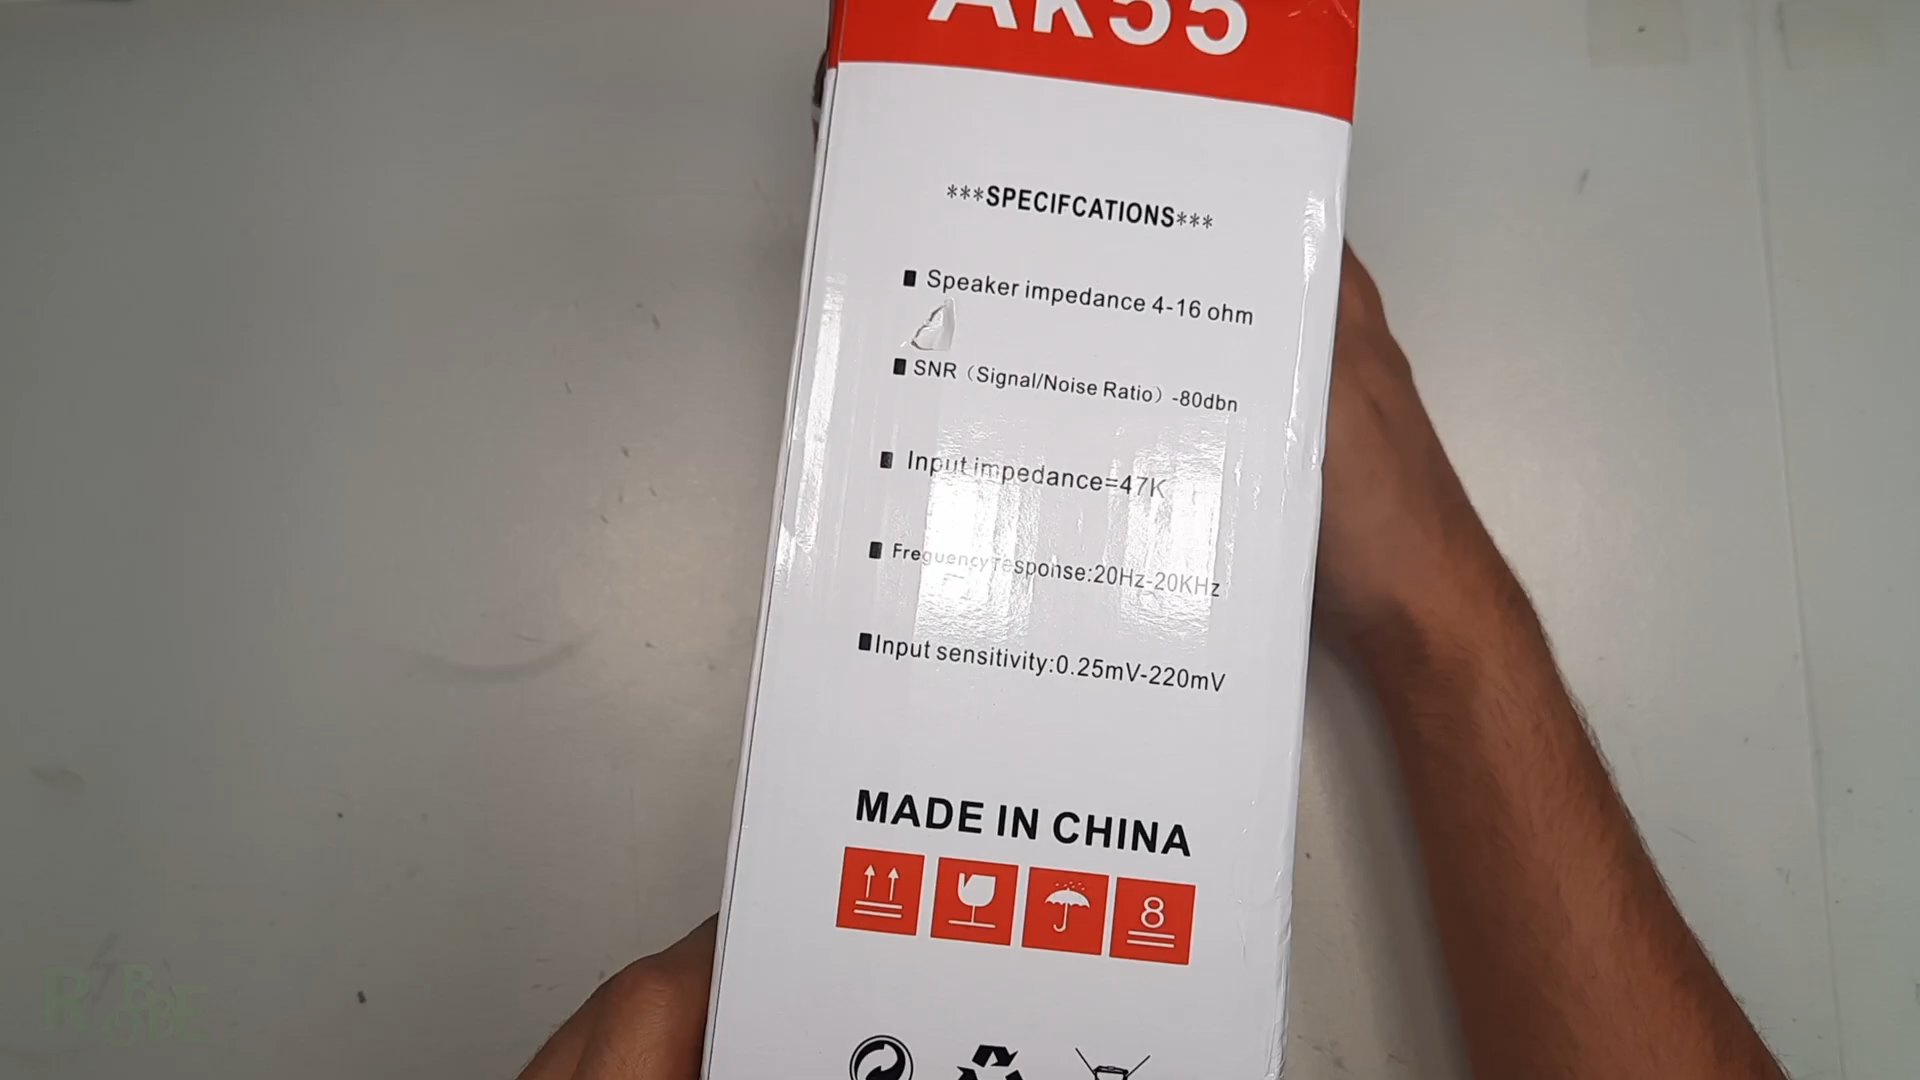 Ak55
***SPECIFCATIONS***
Speaker impedance 4-16 ohm
SNR（Signal/Noise Ratio）-80dbn
Input impedance=47K
Freguency response:20Hz-20KHz
Input sensitivity:0.25mV-220mV
MADE IN CHINA
8